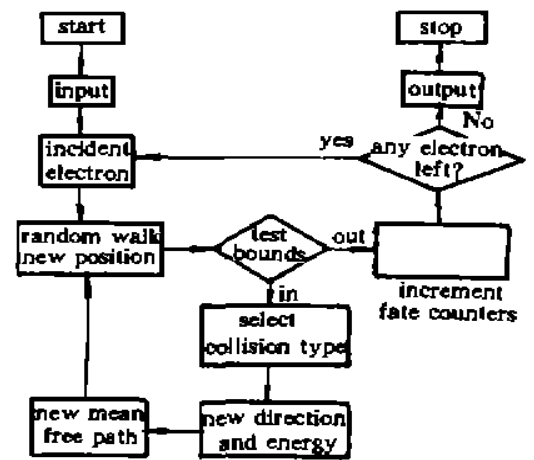 start
stop
input
output
No
yes
any electron
left?
incident
electron
random walk
new position
test
bounds
out
increment
fate counters
in
select
collision type
new mean
free path
new direction
and energy